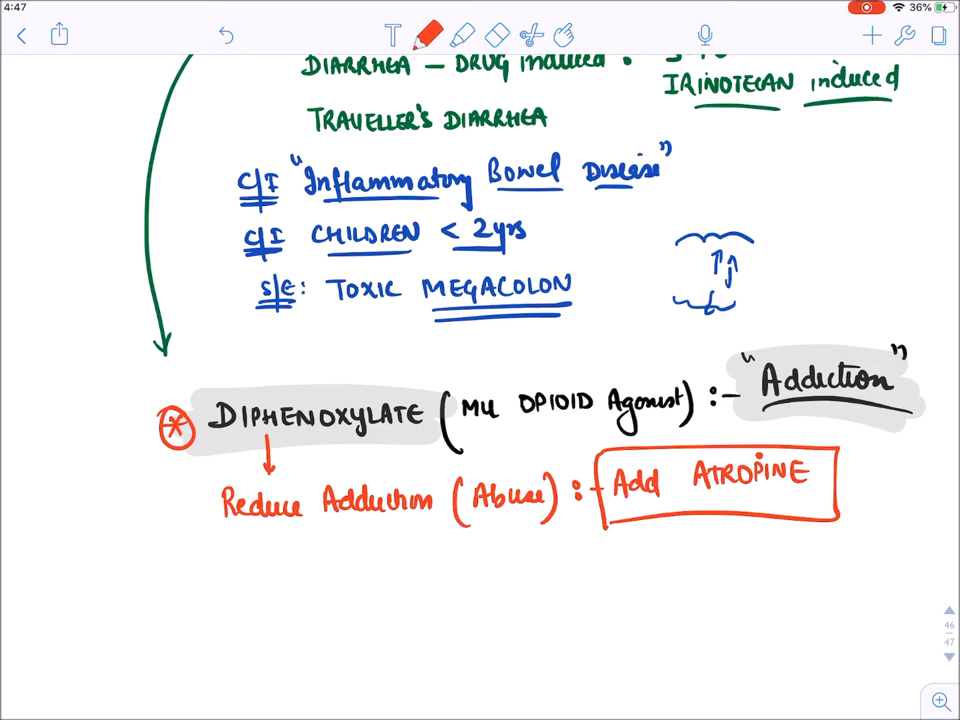 4:47
36%
DIARRHEA — DRUG induced :
IRINOTECAN induced
TRAVELLER'S DIARRHEA
C/I "Inflammatory Bowel Disease"
C/I CHILDREN < 2yrs
S/E: TOXIC MEGACOLON
* DIPHENOXYLATE (MU OPIOID Agonist) :- "Addiction"
Reduce Addiction (Abuse) :- Add ATROPINE
46
47